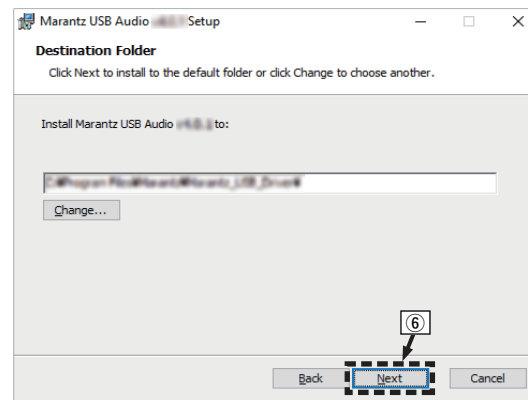 Marantz USB Audio Setup
Destination Folder
Click Next to install to the default folder or click Change to choose another.
Install Marantz USB Audio to:
Change...
⑥
Back Next Cancel